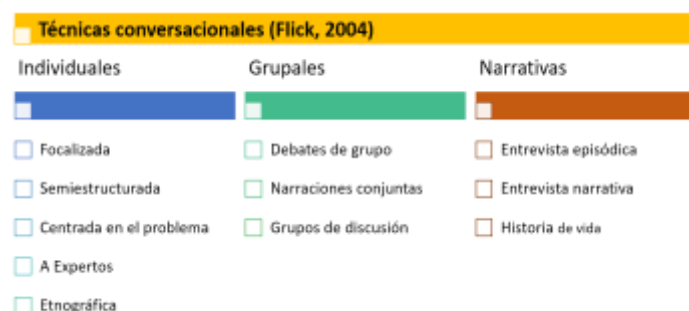 Técnicas conversacionales (Flick, 2004)
Individuales
Focalizada
Semiestructurada
Centrada en el problema
A Expertos
Etnográfica
Grupales
Debates de grupo
Narraciones conjuntas
Grupos de discusión
Narrativas
Entrevista episódica
Entrevista narrativa
Historia de vida